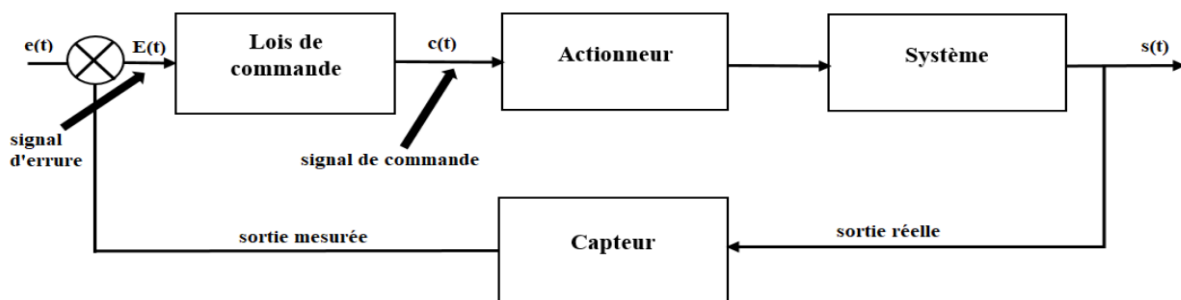 e(t)
E(t)
Lois de
commande
c(t)
Actionneur
Système
s(t)
signal
d'errure
signal de commande
sortie mesurée
Capteur
sortie réelle